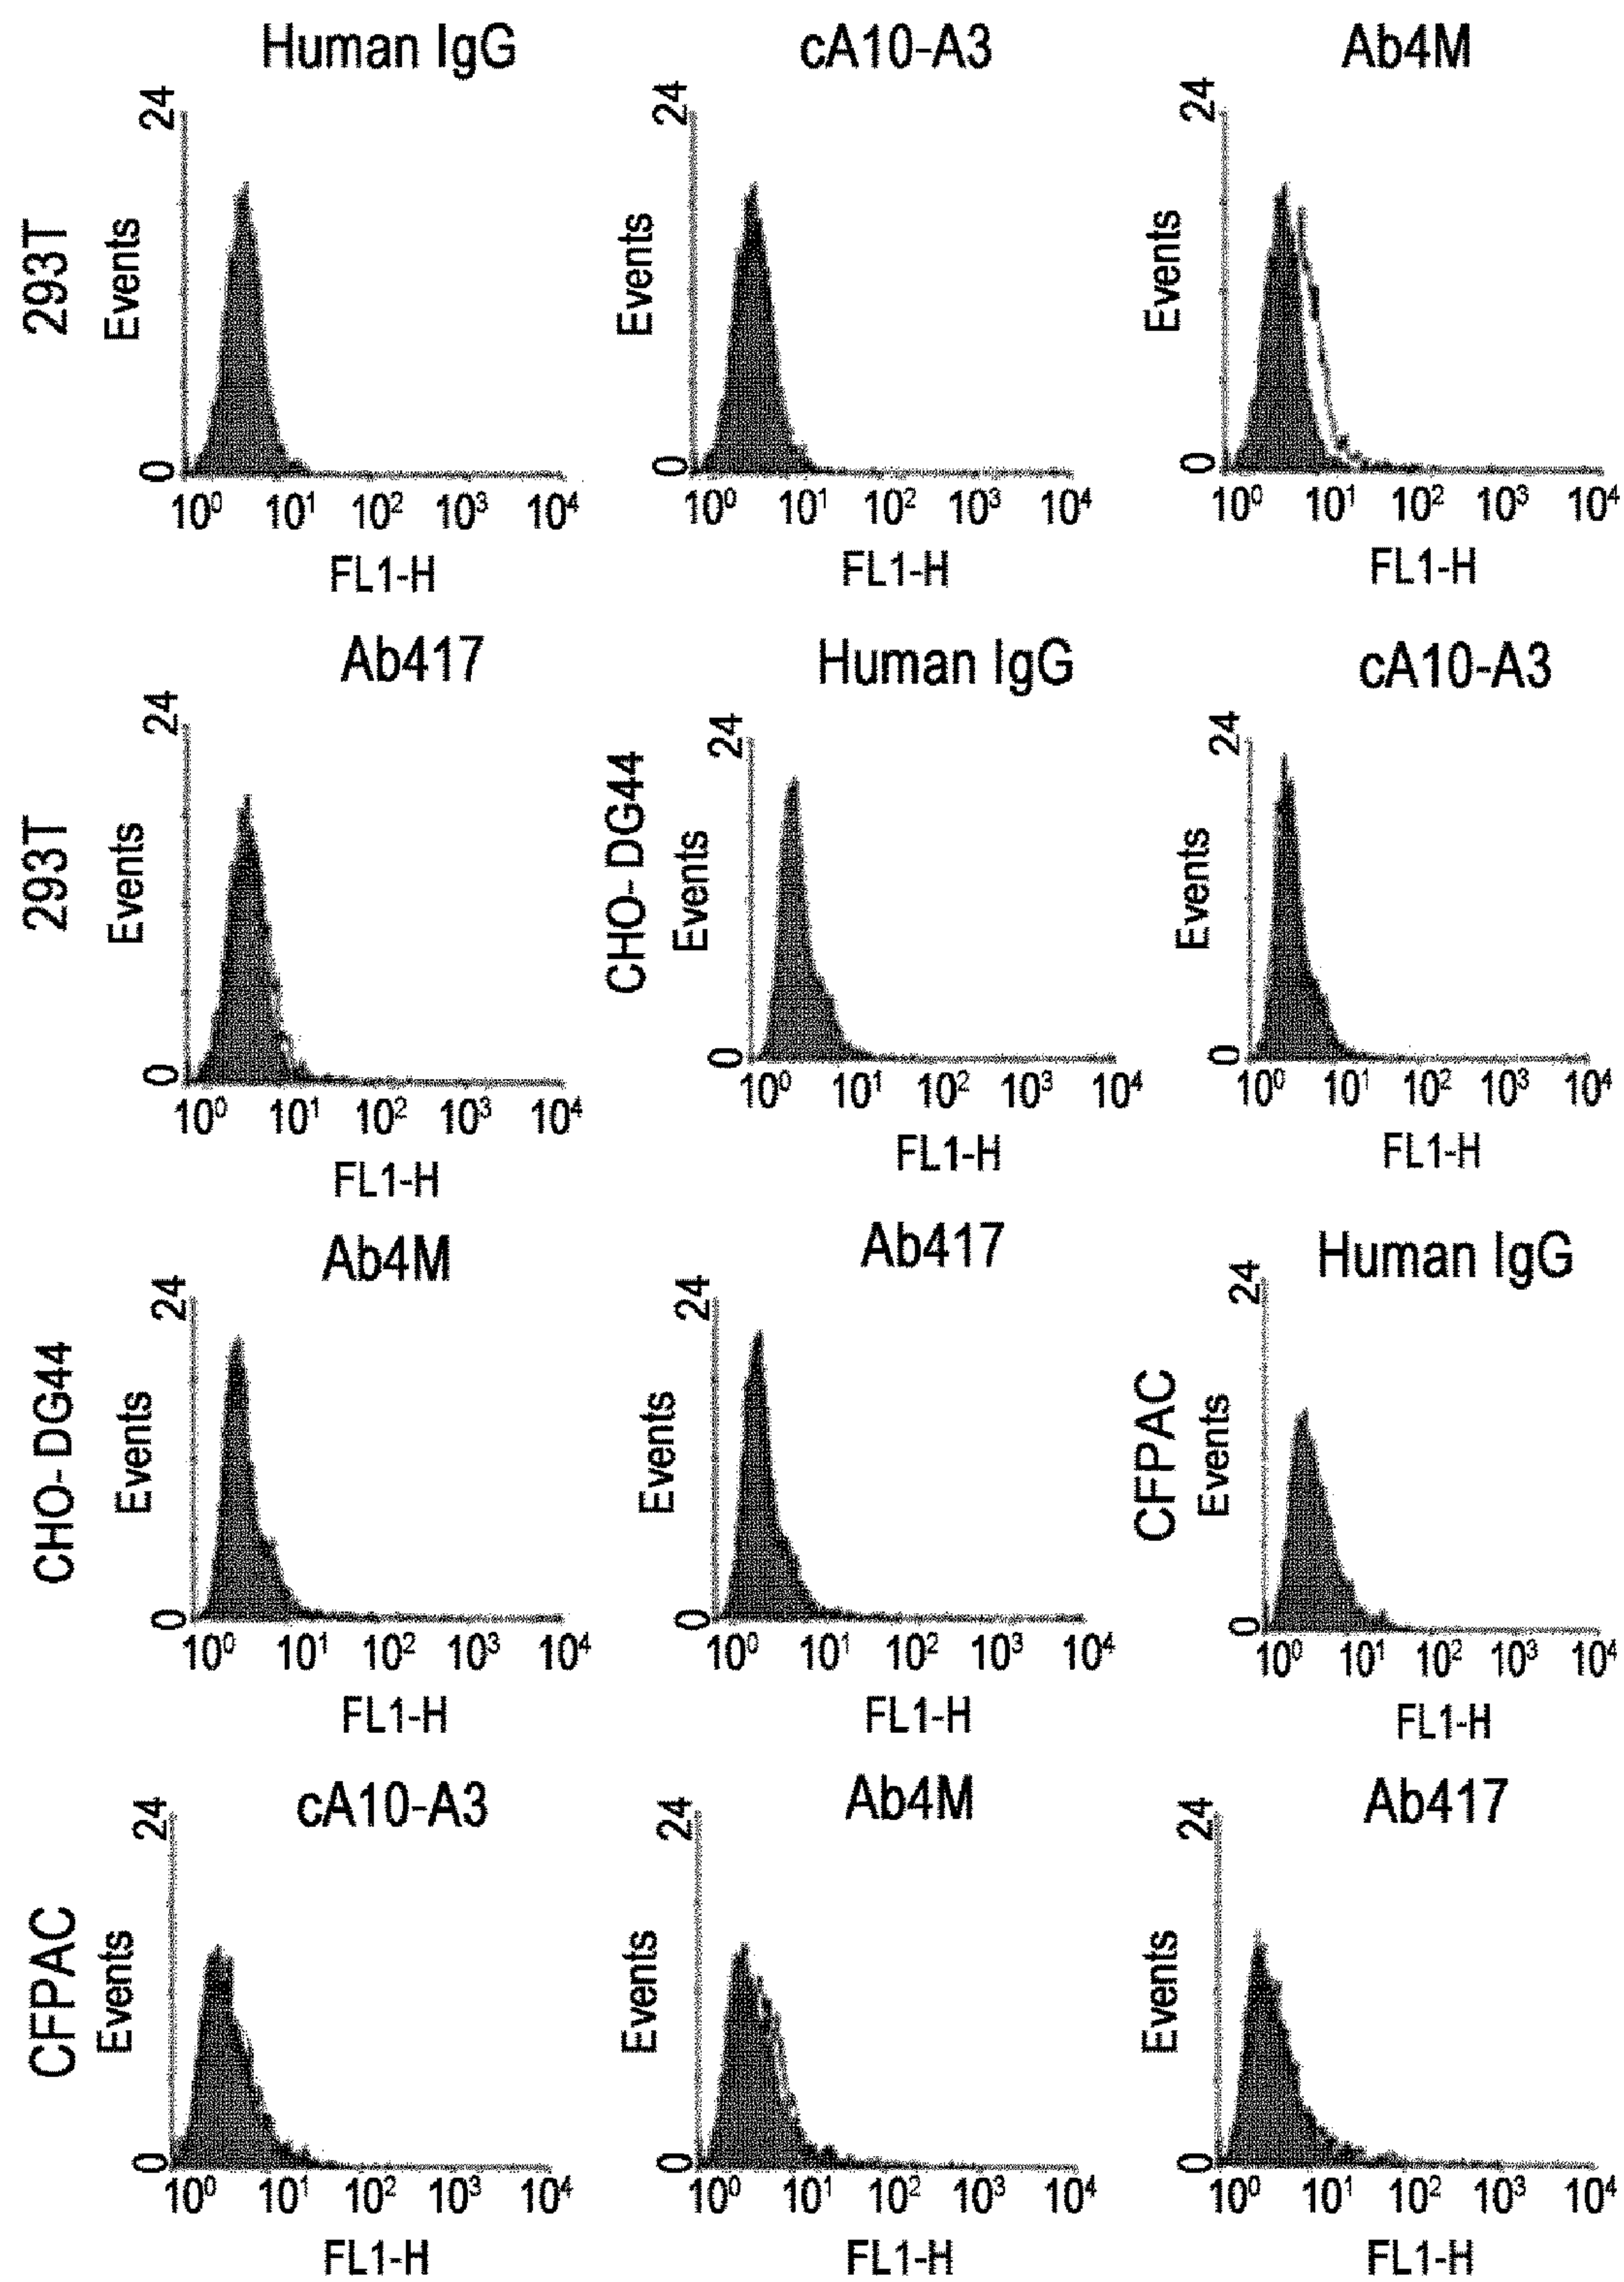 Human IgG cA10-A3 Ab4M
293T
Events 24 0 10⁰ 10¹ 10² 10³ 10⁴ FL1-H
Events 24 0 10⁰ 10¹ 10² 10³ 10⁴ FL1-H
Events 24 0 10⁰ 10¹ 10² 10³ 10⁴ FL1-H
Ab417 Human IgG cA10-A3
293T
Events 24 0 10⁰ 10¹ 10² 10³ 10⁴ FL1-H
CHO- DG44
Events 24 0 10⁰ 10¹ 10² 10³ 10⁴ FL1-H
Events 24 0 10⁰ 10¹ 10² 10³ 10⁴ FL1-H
Ab4M Ab417 Human IgG
CHO- DG44
Events 24 0 10⁰ 10¹ 10² 10³ 10⁴ FL1-H
Events 24 0 10⁰ 10¹ 10² 10³ 10⁴ FL1-H
CFPAC
Events 24 0 10⁰ 10¹ 10² 10³ 10⁴ FL1-H
cA10-A3 Ab4M Ab417
CFPAC
Events 24 0 10⁰ 10¹ 10² 10³ 10⁴ FL1-H
Events 24 0 10⁰ 10¹ 10² 10³ 10⁴ FL1-H
Events 24 0 10⁰ 10¹ 10² 10³ 10⁴ FL1-H